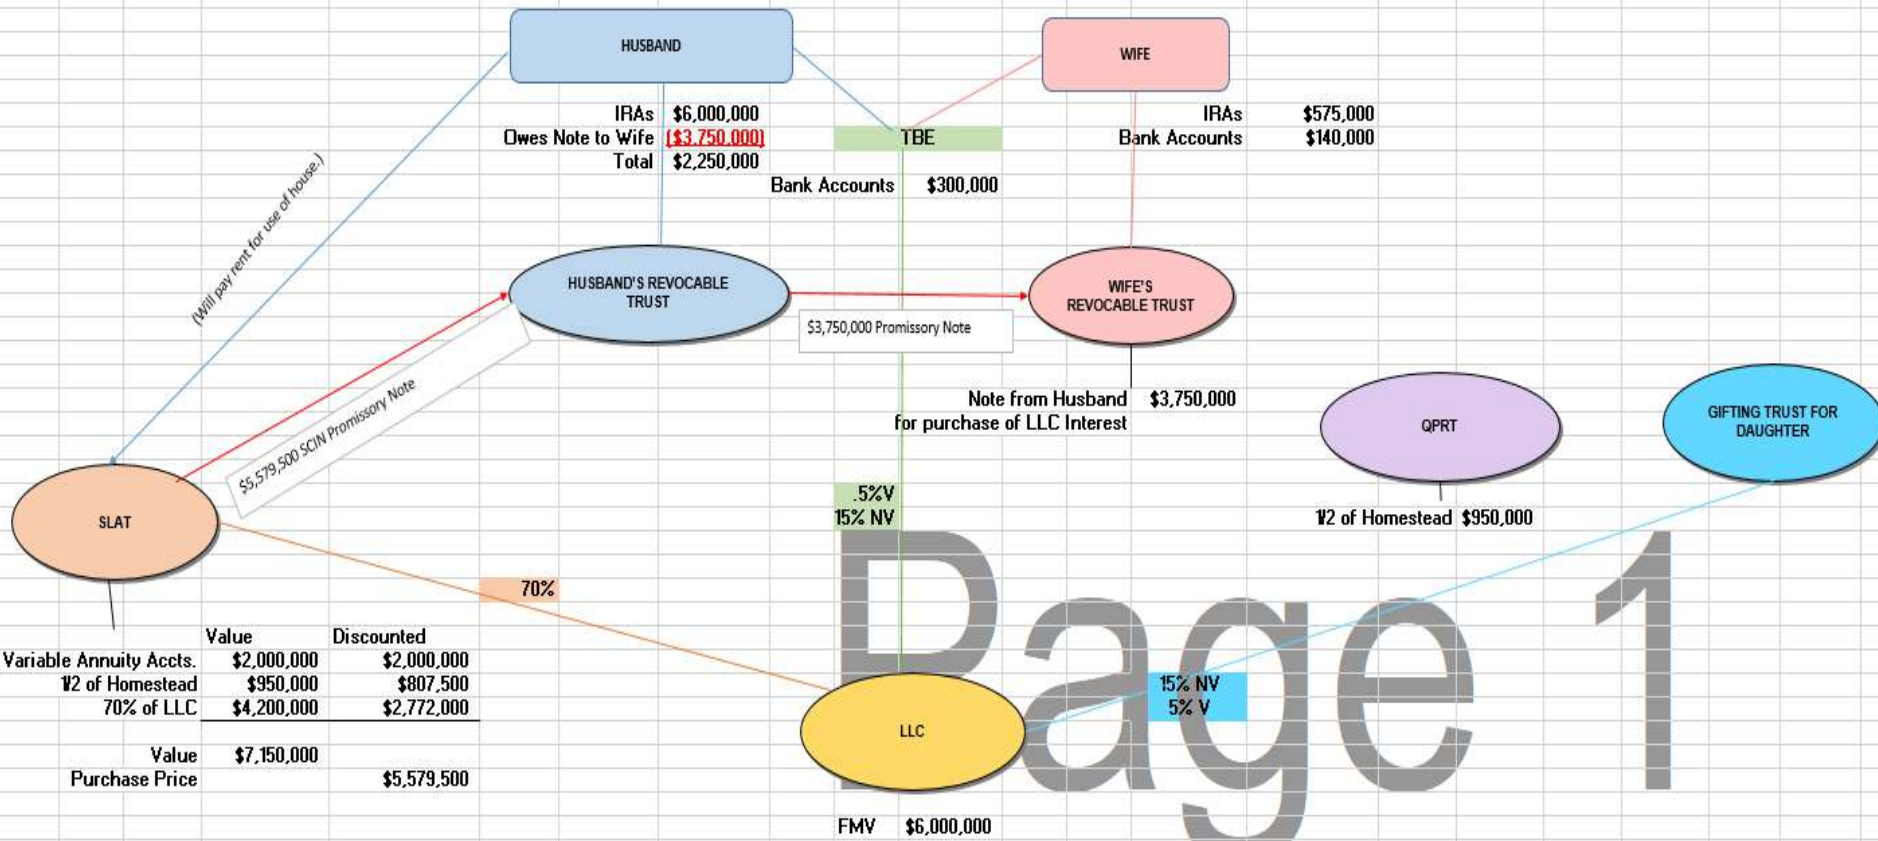 HUSBAND
WIFE
IRAs $6,000,000
Owes Note to Wife ($3,750,000)
Total $2,250,000
TBE
Bank Accounts $300,000
IRAs $575,000
Bank Accounts $140,000
(Will pay rent for use of house.)
HUSBAND'S REVOCABLE
TRUST
WIFE'S
REVOCABLE TRUST
$3,750,000 Promissory Note
$5,579,500 SCIN Promissory Note
Note from Husband $3,750,000
for purchase of LLC Interest
QPRT
GIFTING TRUST FOR
DAUGHTER
1/2 of Homestead $950,000
SLAT
.5%V
15% NV
70%
Value Discounted
Variable Annuity Accts. $2,000,000 $2,000,000
1/2 of Homestead $950,000 $807,500
70% of LLC $4,200,000 $2,772,000
Value $7,150,000
Purchase Price $5,579,500
15% NV
5% V
LLC
FMV $6,000,000
Page 1